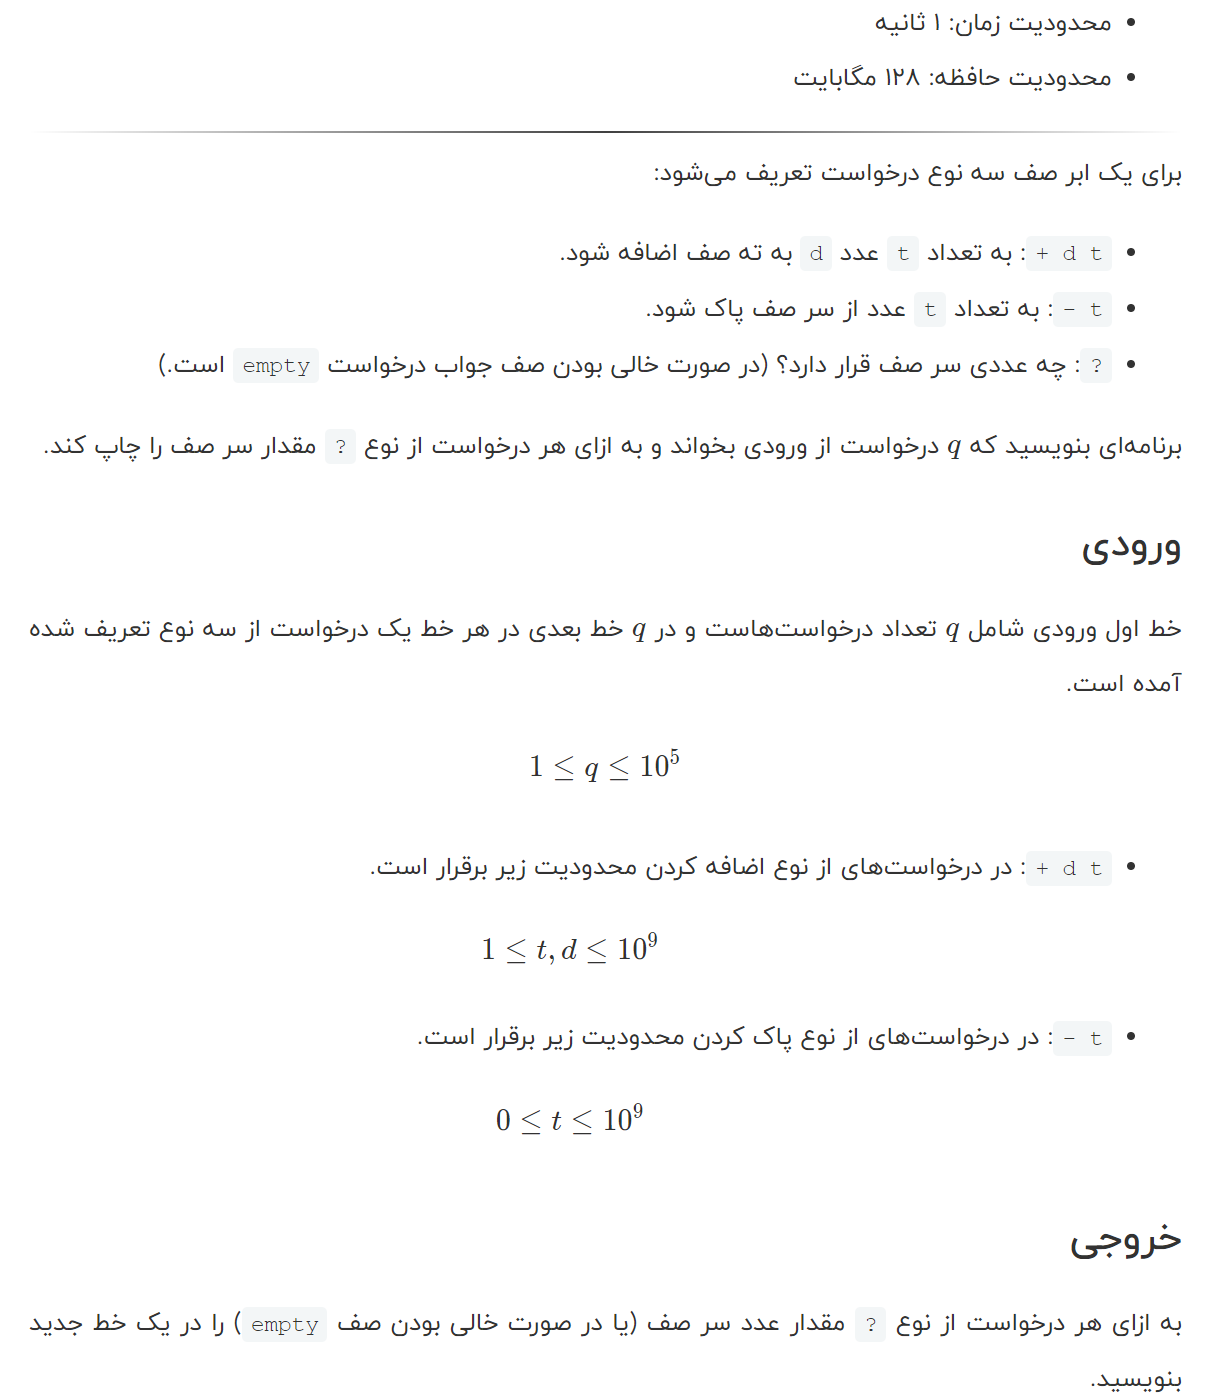 محدودیت زمان: ۱ ثانیه
محدودیت حافظه: ۱۲۸ مگابایت
برای یک ابر صف سه نوع درخواست تعریف می‌شود:
+ d t: به تعداد t عدد d به ته صف اضافه شود.
- t: به تعداد t عدد از سر صف پاک شود.
?: چه عددی سر صف قرار دارد؟ (در صورت خالی بودن صف جواب درخواست empty است.)
برنامه‌ای بنویسید که q درخواست از ورودی بخواند و به ازای هر درخواست از نوع ? مقدار سر صف را چاپ کند.
ورودی
خط اول ورودی شامل q تعداد درخواست‌هاست و در q خط بعدی در هر خط یک درخواست از سه نوع تعریف شده
آمده است.
1 ≤ q ≤ 10^5
+ d t: در درخواست‌های از نوع اضافه کردن محدودیت زیر برقرار است.
1 ≤ t, d ≤ 10^9
- t: در درخواست‌های از نوع پاک کردن محدودیت زیر برقرار است.
0 ≤ t ≤ 10^9
خروجی
به ازای هر درخواست از نوع ? مقدار عدد سر صف (یا در صورت خالی بودن صف empty) را در یک خط جدید
بنویسید.